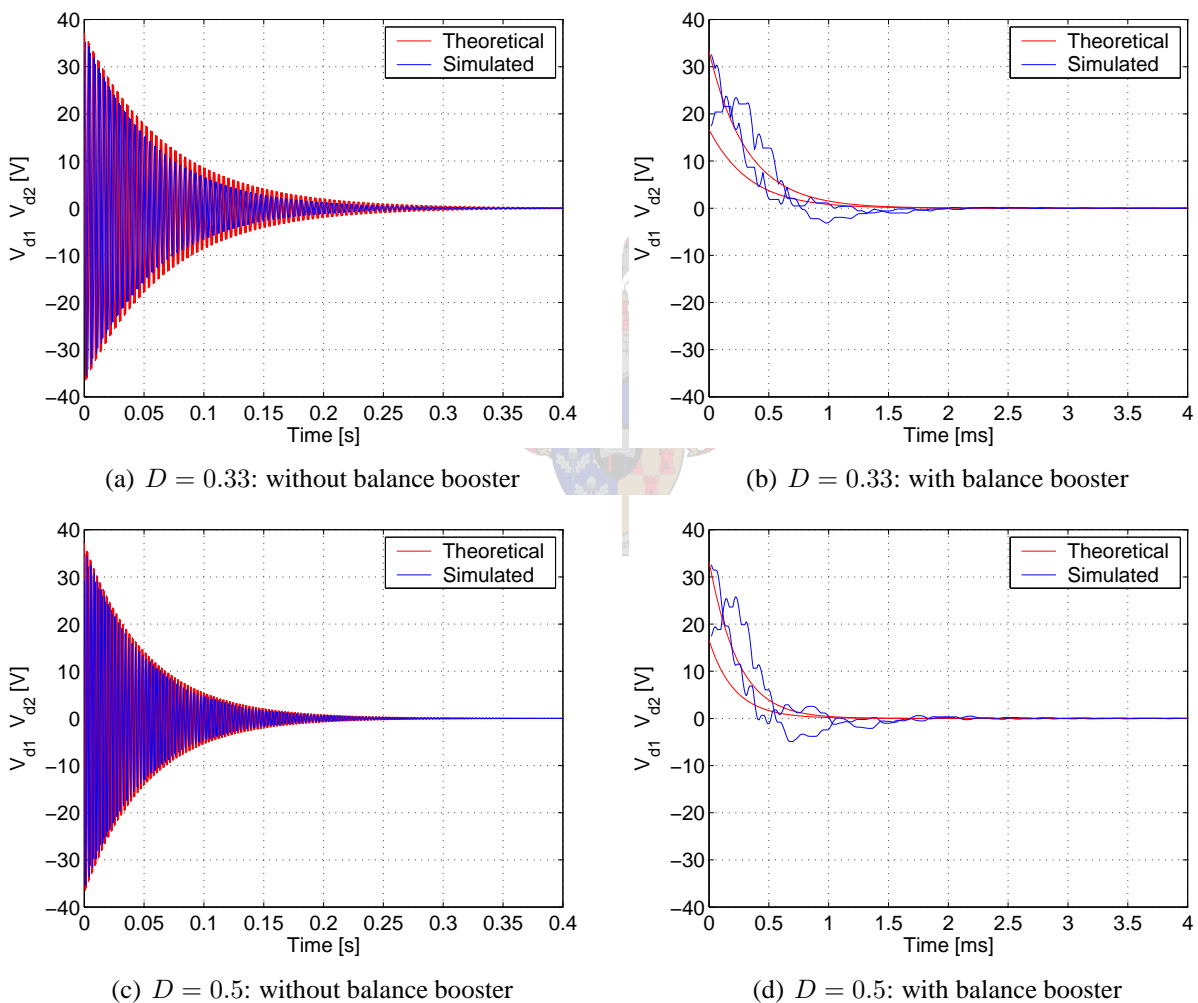 40
30
20
10
0
−10
−20
−30
−40
V_d1 V_d2 [V]
0 0.05 0.1 0.15 0.2 0.25 0.3 0.35 0.4
Time [s]
Theoretical
Simulated
(a) D = 0.33: without balance booster
40
30
20
10
0
−10
−20
−30
−40
V_d1 V_d2 [V]
0 0.5 1 1.5 2 2.5 3 3.5 4
Time [ms]
Theoretical
Simulated
(b) D = 0.33: with balance booster
40
30
20
10
0
−10
−20
−30
−40
V_d1 V_d2 [V]
0 0.05 0.1 0.15 0.2 0.25 0.3 0.35 0.4
Time [s]
Theoretical
Simulated
(c) D = 0.5: without balance booster
40
30
20
10
0
−10
−20
−30
−40
V_d1 V_d2 [V]
0 0.5 1 1.5 2 2.5 3 3.5 4
Time [ms]
Theoretical
Simulated
(d) D = 0.5: with balance booster